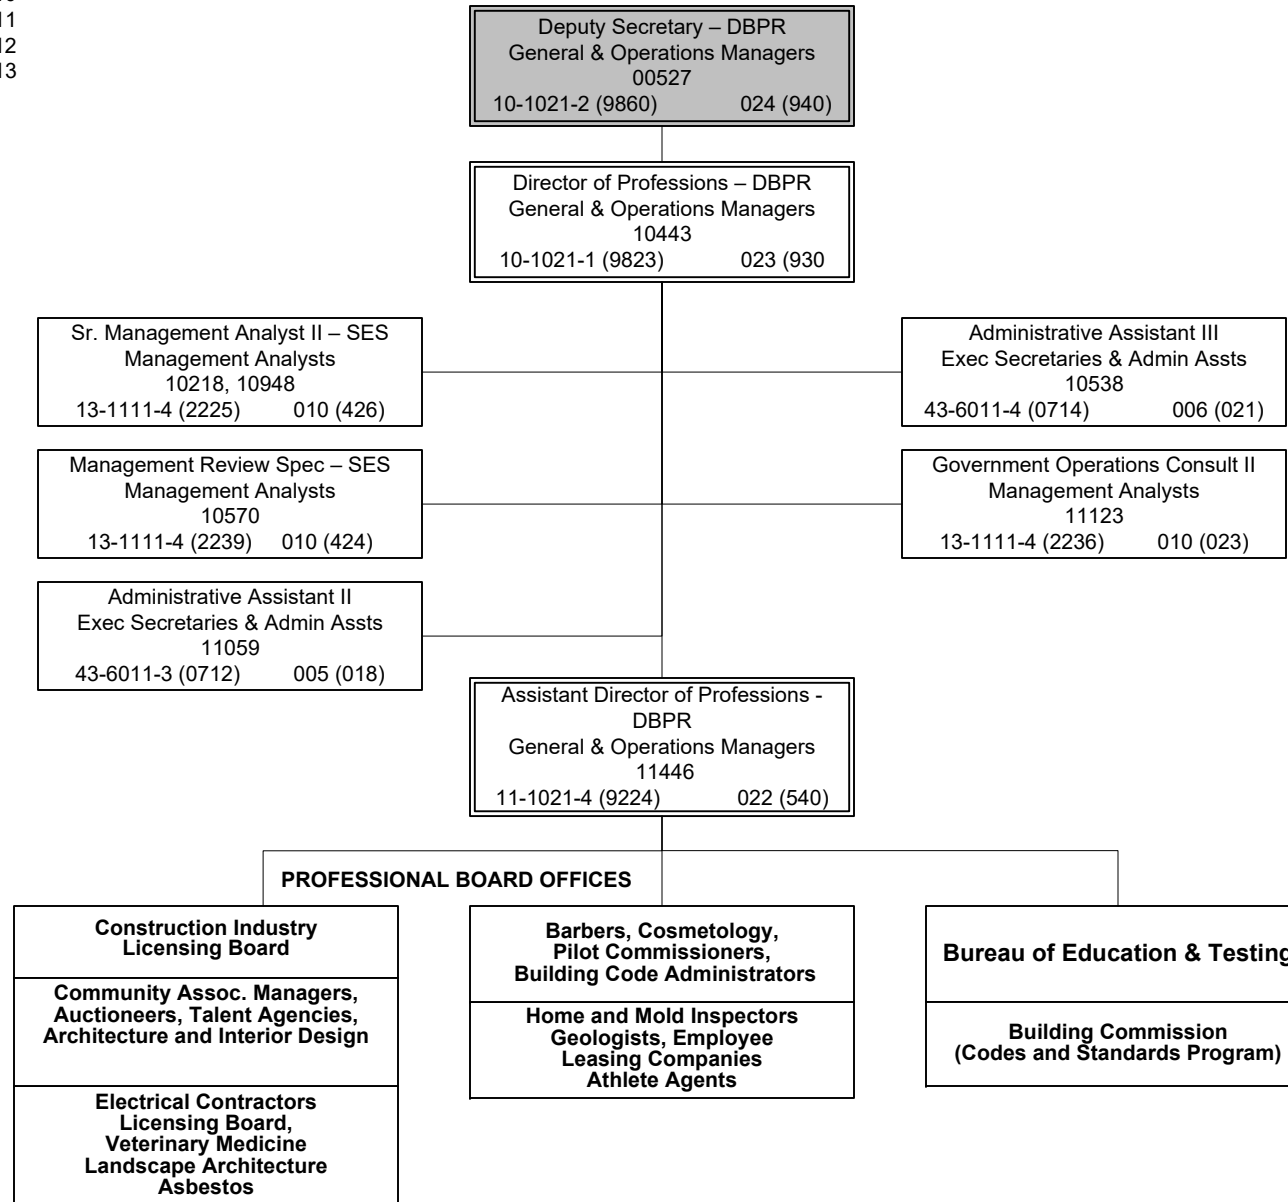 11
12
13
Deputy Secretary – DBPR
General & Operations Managers
00527
10-1021-2 (9860) 024 (940)
Director of Professions – DBPR
General & Operations Managers
10443
10-1021-1 (9823) 023 (930
Sr. Management Analyst II – SES
Management Analysts
10218, 10948
13-1111-4 (2225) 010 (426)
Administrative Assistant III
Exec Secretaries & Admin Assts
10538
43-6011-4 (0714) 006 (021)
Management Review Spec – SES
Management Analysts
10570
13-1111-4 (2239) 010 (424)
Government Operations Consult II
Management Analysts
11123
13-1111-4 (2236) 010 (023)
Administrative Assistant II
Exec Secretaries & Admin Assts
11059
43-6011-3 (0712) 005 (018)
Assistant Director of Professions -
DBPR
General & Operations Managers
11446
11-1021-4 (9224) 022 (540)
PROFESSIONAL BOARD OFFICES
Construction Industry
Licensing Board
Community Assoc. Managers,
Auctioneers, Talent Agencies,
Architecture and Interior Design
Electrical Contractors
Licensing Board,
Veterinary Medicine
Landscape Architecture
Asbestos
Barbers, Cosmetology,
Pilot Commissioners,
Building Code Administrators
Home and Mold Inspectors
Geologists, Employee
Leasing Companies
Athlete Agents
Bureau of Education & Testing
Building Commission
(Codes and Standards Program)